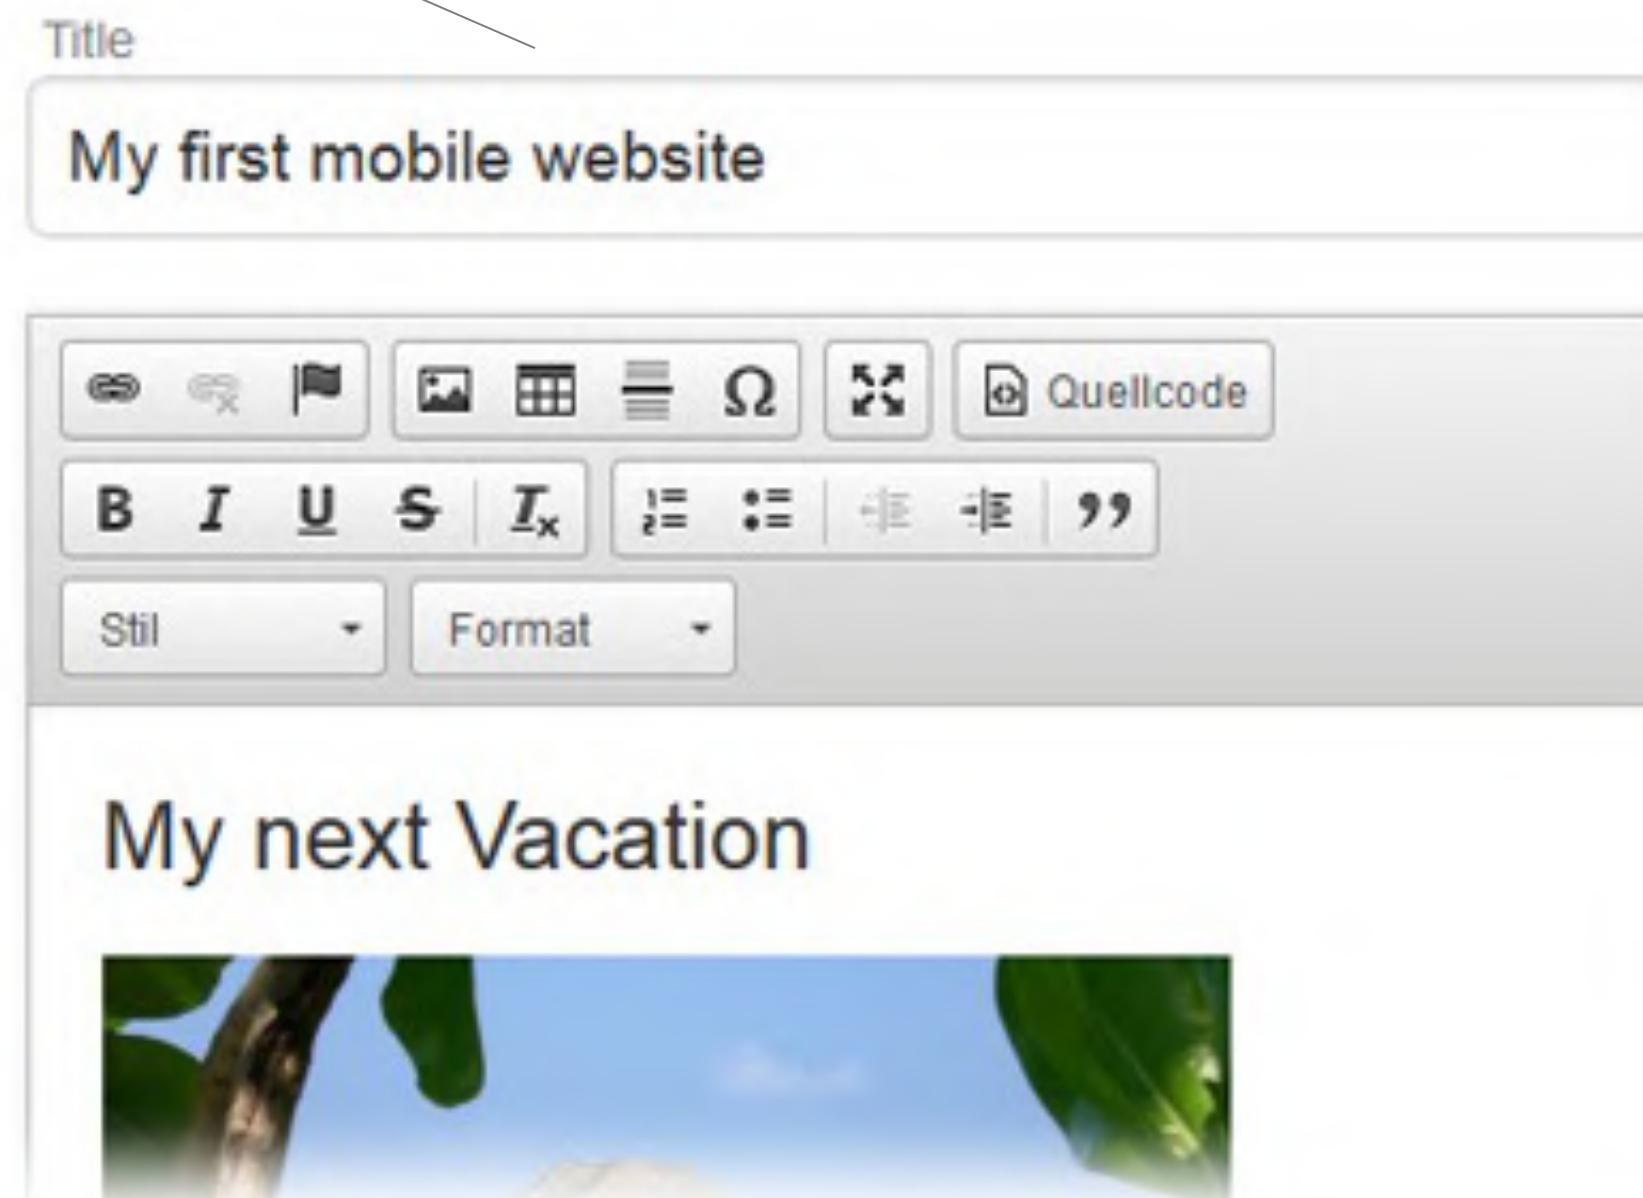 Title
My first mobile website
Quellcode
Stil Format
My next Vacation